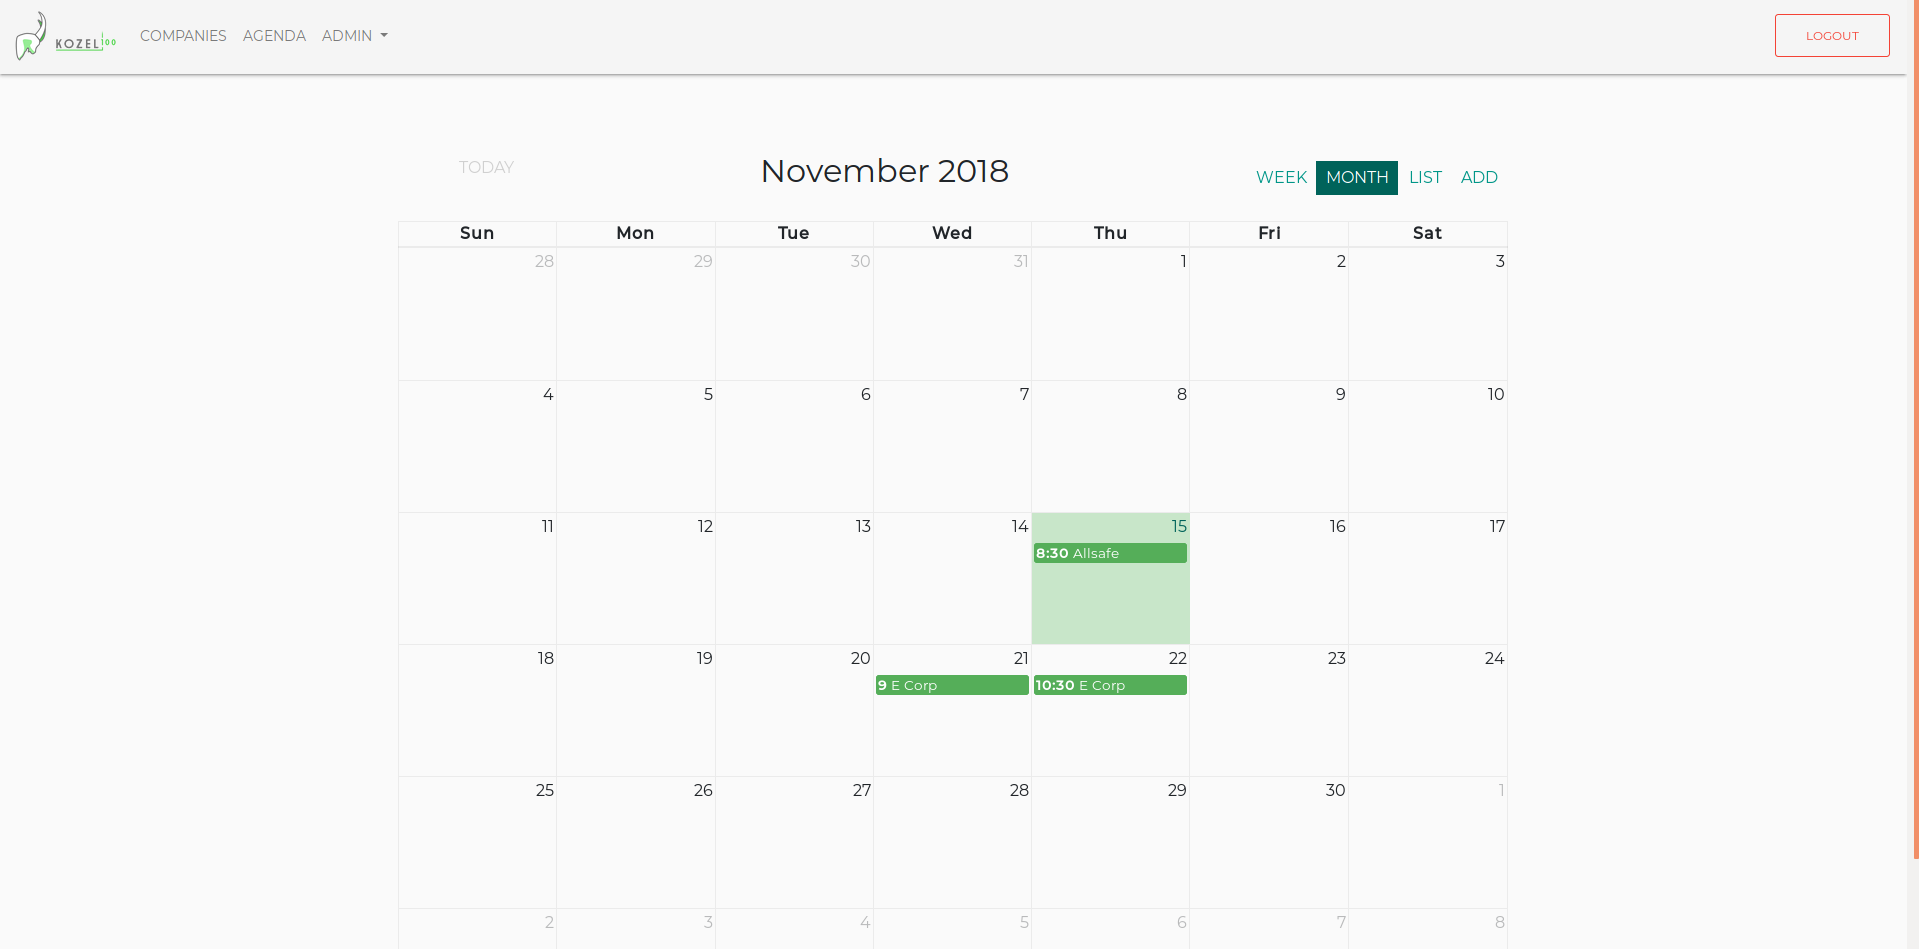 KOZEL100 COMPANIES AGENDA ADMIN LOGOUT
TODAY November 2018 WEEK MONTH LIST ADD
Sun Mon Tue Wed Thu Fri Sat
28 29 30 31 1 2 3
4 5 6 7 8 9 10
11 12 13 14 15 16 17
8:30 Allsafe
18 19 20 21 22 23 24
9 E Corp 10:30 E Corp
25 26 27 28 29 30 1
2 3 4 5 6 7 8